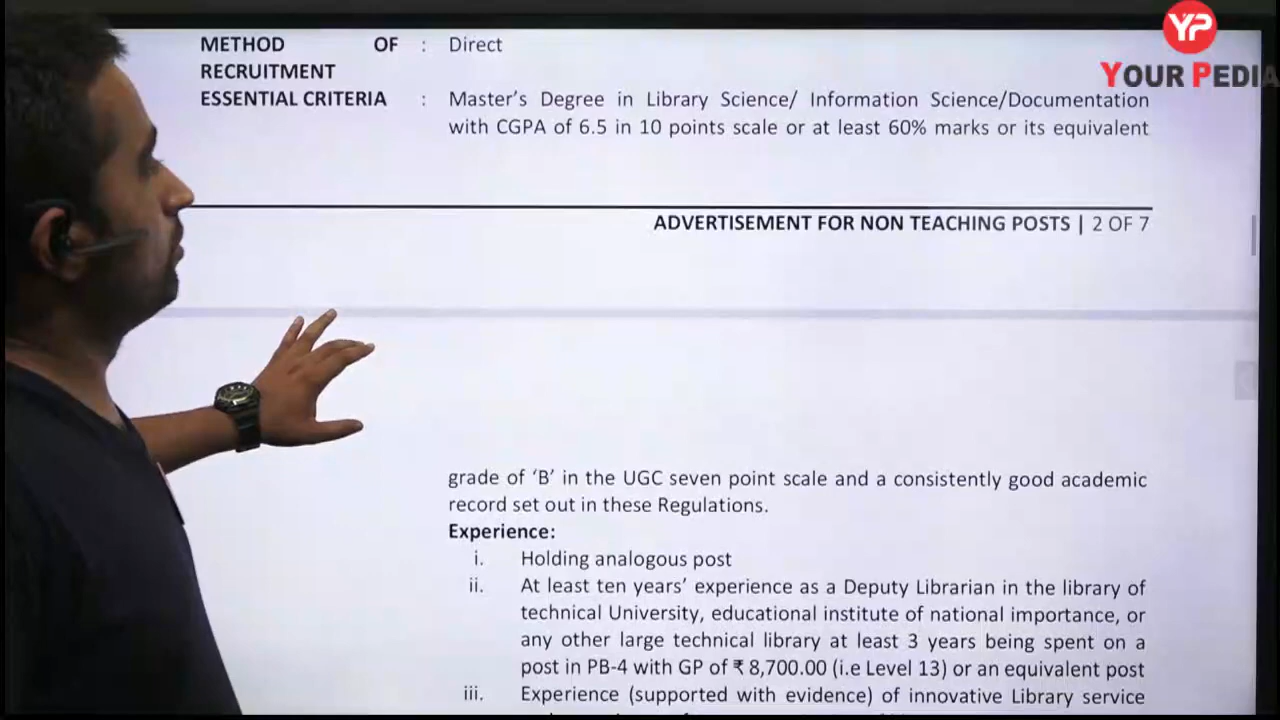 YP
YOUR PEDIA
METHOD OF : Direct
RECRUITMENT
ESSENTIAL CRITERIA : Master's Degree in Library Science/ Information Science/Documentation
with CGPA of 6.5 in 10 points scale or at least 60% marks or its equivalent
ADVERTISEMENT FOR NON TEACHING POSTS | 2 OF 7
grade of ‘B’ in the UGC seven point scale and a consistently good academic
record set out in these Regulations.
Experience:
i. Holding analogous post
ii. At least ten years’ experience as a Deputy Librarian in the library of
technical University, educational institute of national importance, or
any other large technical library at least 3 years being spent on a
post in PB-4 with GP of ₹ 8,700.00 (i.e Level 13) or an equivalent post
iii. Experience (supported with evidence) of innovative Library service